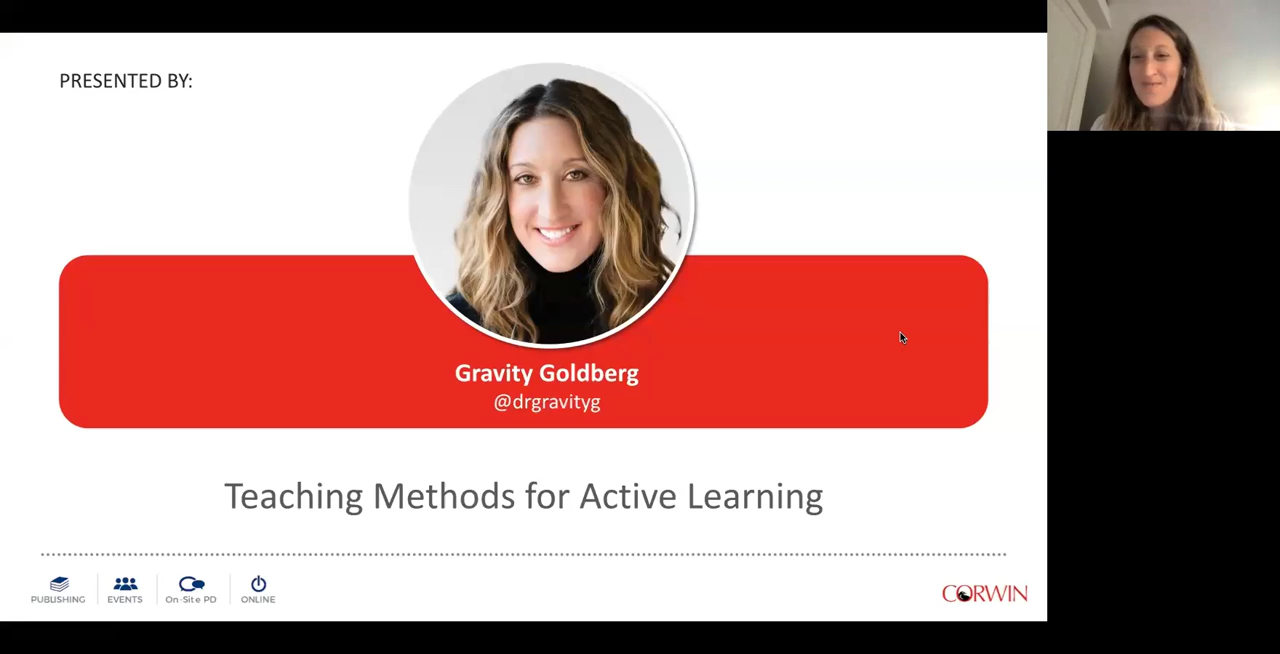 PRESENTED BY:
Gravity Goldberg
@drgravityg
Teaching Methods for Active Learning
PUBLISHING
EVENTS
On-Site PD
ONLINE
CORWIN